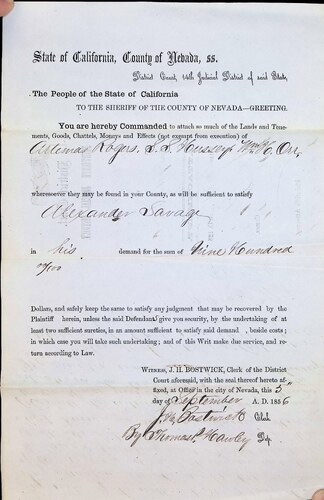 State of California, County of Nevada, ss.
District Court, 14th Judicial District of said State,
The People of the State of California
TO THE SHERIFF OF THE COUNTY OF NEVADA—GREETING.
You are hereby Commanded to attach so much of the Lands and Tene-
ments, Goods, Chattels, Moneys and Effects (not exempt from execution) of
Artemas Rogers, S. S. Hussey & Wm. H. Orr,
wheresoever they may be found in your County, as will be sufficient to satisfy
Alexander Savage
in his demand for the sum of Nine Hundred
Dollars, and safely keep the same to satisfy any judgment that may be recovered by the
Plaintiff herein, unless the Defendants give you security, by the undertaking of at
least two sufficient sureties, in an amount sufficient to satisfy said demand, beside costs;
in which case you will take such undertaking; and of this Writ make due service, and re-
turn according to Law.
WITNESS, J. H. BOSTWICK, Clerk of the District
Court aforesaid, with the seal thereof hereto af-
fixed, at Office in the city of Nevada, this 5th
day of September A. D. 1856
J. H. Bostwick Clerk.
By Thomas P. Hawley Dep.